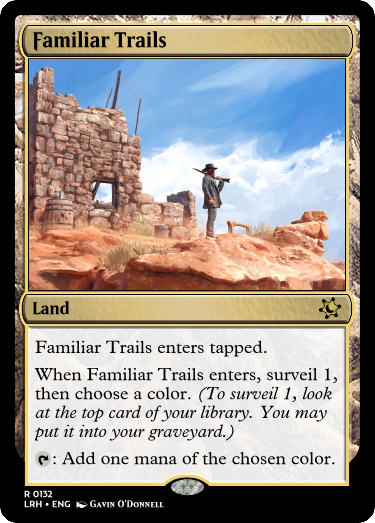 Familiar Trails
Land
Familiar Trails enters tapped.
When Familiar Trails enters, surveil 1,
then choose a color. (To surveil 1, look
at the top card of your library. You may
put it into your graveyard.)
: Add one mana of the chosen color.
R 0132
LRH • ENG Gavin O'Donnell